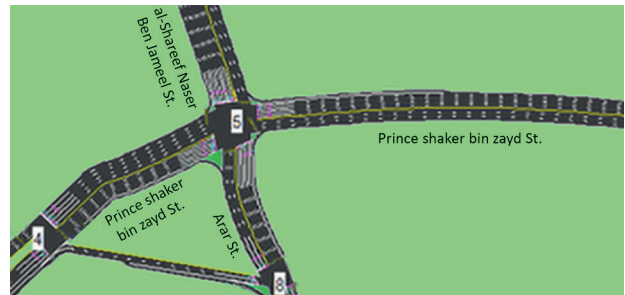 al-Shareef Naser
Ben Jameel St.
5
Prince shaker bin zayd St.
Prince shaker
bin zayd St.
Arar St.
4
8